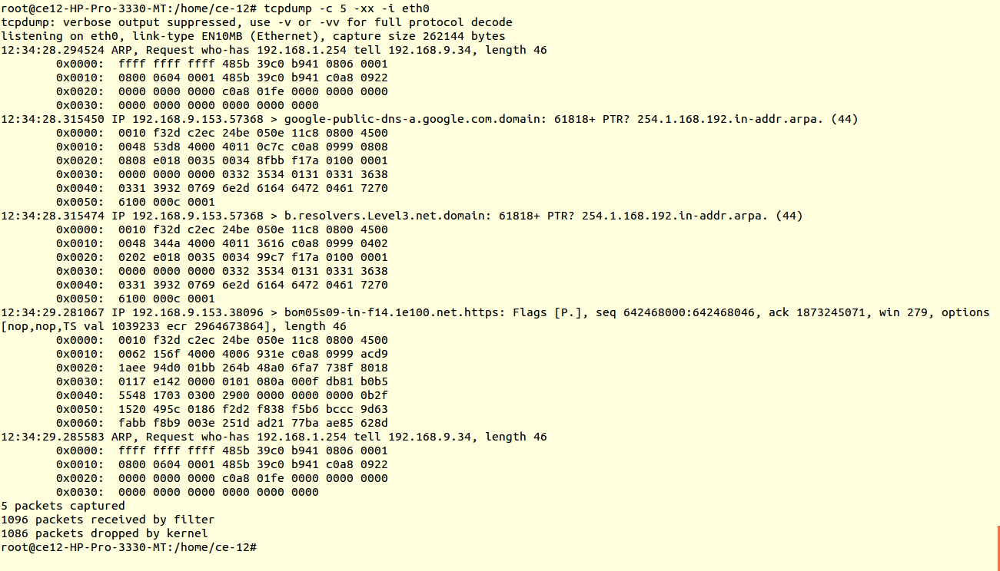 root@ce12-HP-Pro-3330-MT:/home/ce-12# tcpdump -c 5 -xx -i eth0
tcpdump: verbose output suppressed, use -v or -vv for full protocol decode
listening on eth0, link-type EN10MB (Ethernet), capture size 262144 bytes
12:34:28.294524 ARP, Request who-has 192.168.1.254 tell 192.168.9.34, length 46
        0x0000:  ffff ffff ffff 485b 39c0 b941 0806 0001
        0x0010:  0800 0604 0001 485b 39c0 b941 c0a8 0922
        0x0020:  0000 0000 0000 c0a8 01fe 0000 0000 0000
        0x0030:  0000 0000 0000 0000 0000 0000
12:34:28.315450 IP 192.168.9.153.57368 > google-public-dns-a.google.com.domain: 61818+ PTR? 254.1.168.192.in-addr.arpa. (44)
        0x0000:  0010 f32d c2ec 24be 050e 11c8 0800 4500
        0x0010:  0048 53d8 4000 4011 0c7c c0a8 0999 0808
        0x0020:  0808 e018 0035 0034 8fbb f17a 0100 0001
        0x0030:  0000 0000 0000 0332 3534 0131 0331 3638
        0x0040:  0331 3932 0769 6e2d 6164 6472 0461 7270
        0x0050:  6100 000c 0001
12:34:28.315474 IP 192.168.9.153.57368 > b.resolvers.Level3.net.domain: 61818+ PTR? 254.1.168.192.in-addr.arpa. (44)
        0x0000:  0010 f32d c2ec 24be 050e 11c8 0800 4500
        0x0010:  0048 344a 4000 4011 3616 c0a8 0999 0402
        0x0020:  0202 e018 0035 0034 99c7 f17a 0100 0001
        0x0030:  0000 0000 0000 0332 3534 0131 0331 3638
        0x0040:  0331 3932 0769 6e2d 6164 6472 0461 7270
        0x0050:  6100 000c 0001
12:34:29.281067 IP 192.168.9.153.38096 > bom05s09-in-f14.1e100.net.https: Flags [P.], seq 642468000:642468046, ack 1873245071, win 279, options
[nop,nop,TS val 1039233 ecr 2964673864], length 46
        0x0000:  0010 f32d c2ec 24be 050e 11c8 0800 4500
        0x0010:  0062 156f 4000 4006 931e c0a8 0999 acd9
        0x0020:  1aee 94d0 01bb 264b 48a0 6fa7 738f 8018
        0x0030:  0117 e142 0000 0101 080a 000f db81 b0b5
        0x0040:  5548 1703 0300 2900 0000 0000 0000 0b2f
        0x0050:  1520 495c 0186 f2d2 f838 f5b6 bccc 9d63
        0x0060:  fabb f8b9 003e 251d ad21 77ba ae85 628d
12:34:29.285583 ARP, Request who-has 192.168.1.254 tell 192.168.9.34, length 46
        0x0000:  ffff ffff ffff 485b 39c0 b941 0806 0001
        0x0010:  0800 0604 0001 485b 39c0 b941 c0a8 0922
        0x0020:  0000 0000 0000 c0a8 01fe 0000 0000 0000
        0x0030:  0000 0000 0000 0000 0000 0000
5 packets captured
1096 packets received by filter
1086 packets dropped by kernel
root@ce12-HP-Pro-3330-MT:/home/ce-12#